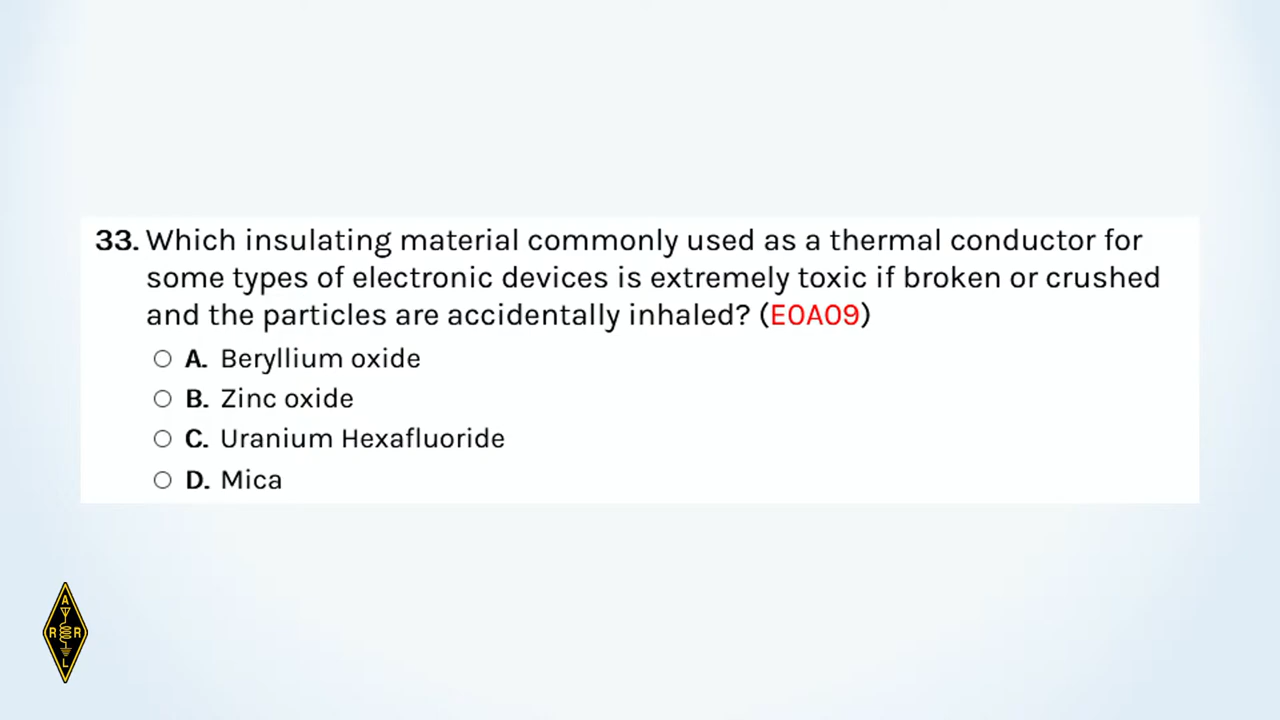 33. Which insulating material commonly used as a thermal conductor for
some types of electronic devices is extremely toxic if broken or crushed
and the particles are accidentally inhaled? (E0A09)
A. Beryllium oxide
B. Zinc oxide
C. Uranium Hexafluoride
D. Mica
A
R R
L